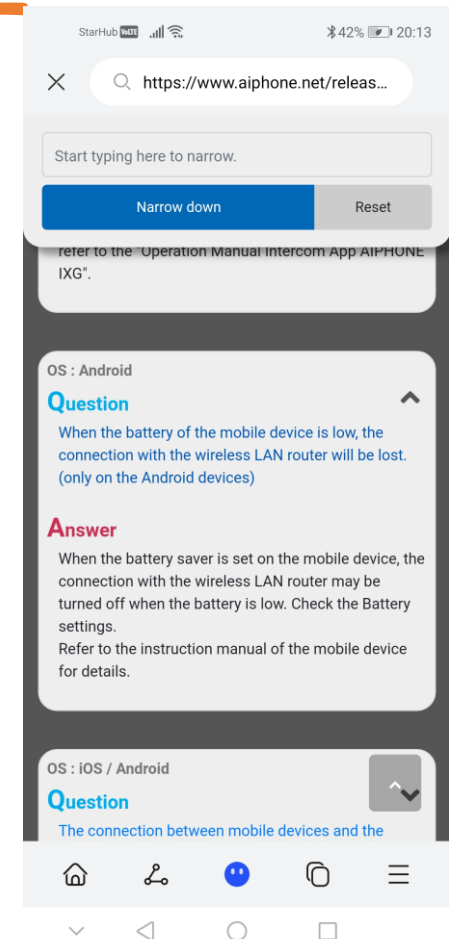 StarHub VoLTE 42% 20:13
https://www.aiphone.net/releas...
Start typing here to narrow.
Narrow down Reset
refer to the "Operation Manual Intercom App AIPHONE
IXG".
OS : Android
Question
When the battery of the mobile device is low, the
connection with the wireless LAN router will be lost.
(only on the Android devices)
Answer
When the battery saver is set on the mobile device, the
connection with the wireless LAN router may be
turned off when the battery is low. Check the Battery
settings.
Refer to the instruction manual of the mobile device
for details.
OS : iOS / Android
Question
The connection between mobile devices and the